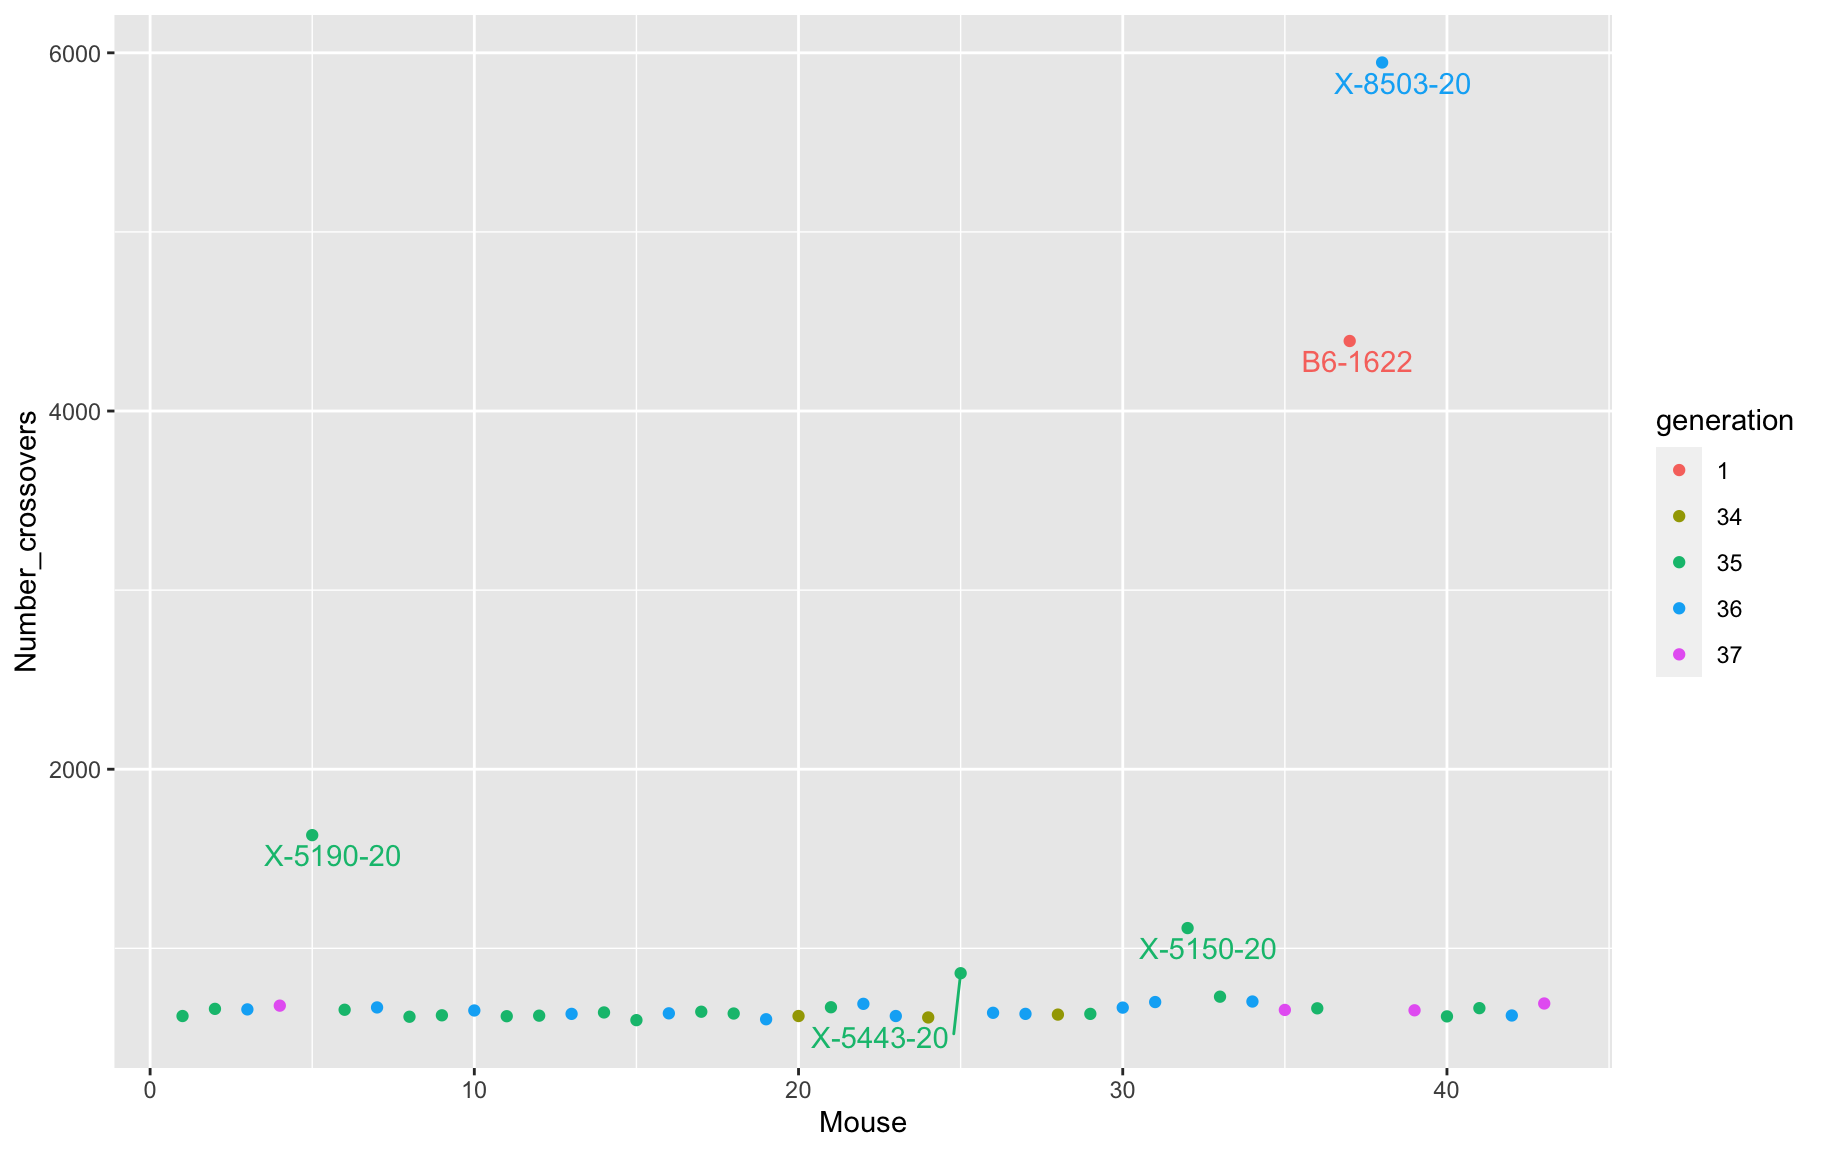 6000
4000
2000
Number_crossovers
X-8503-20
B6-1622
X-5190-20
X-5150-20
X-5443-20
0 10 20 30 40
Mouse
generation
1
34
35
36
37